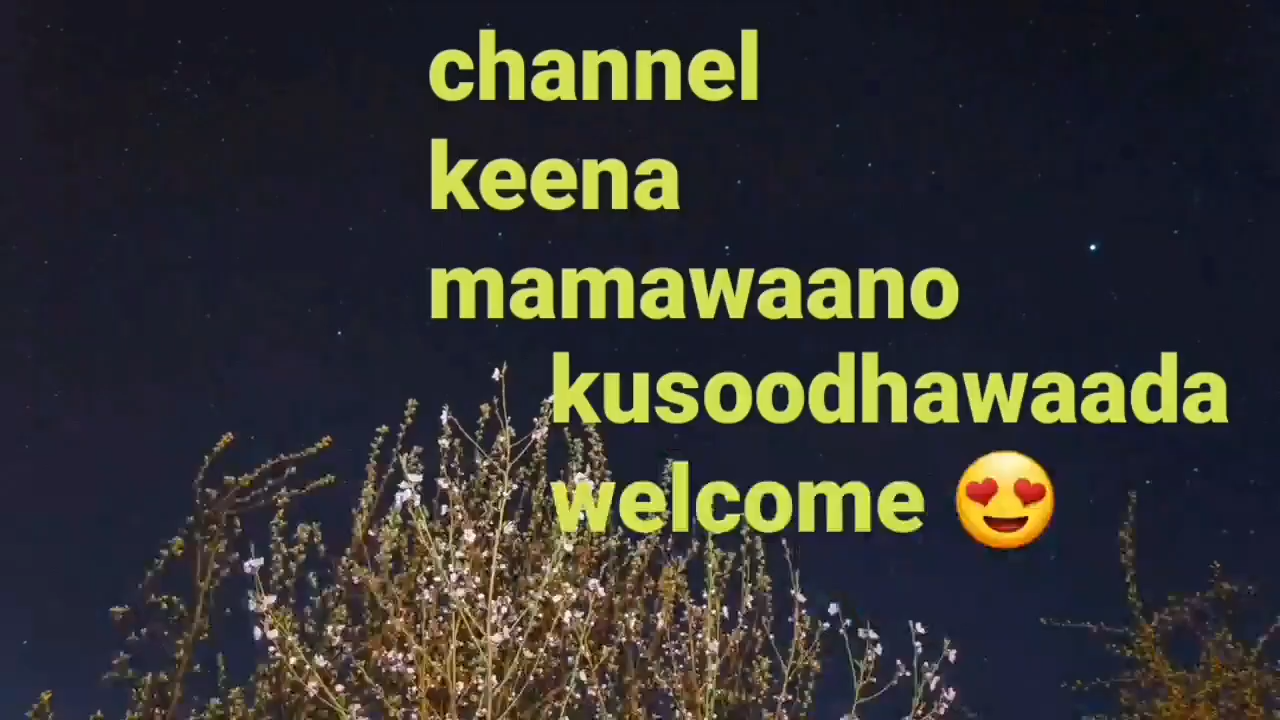 channel
keena
mamawaano
kusoodhawaada
welcome 😍